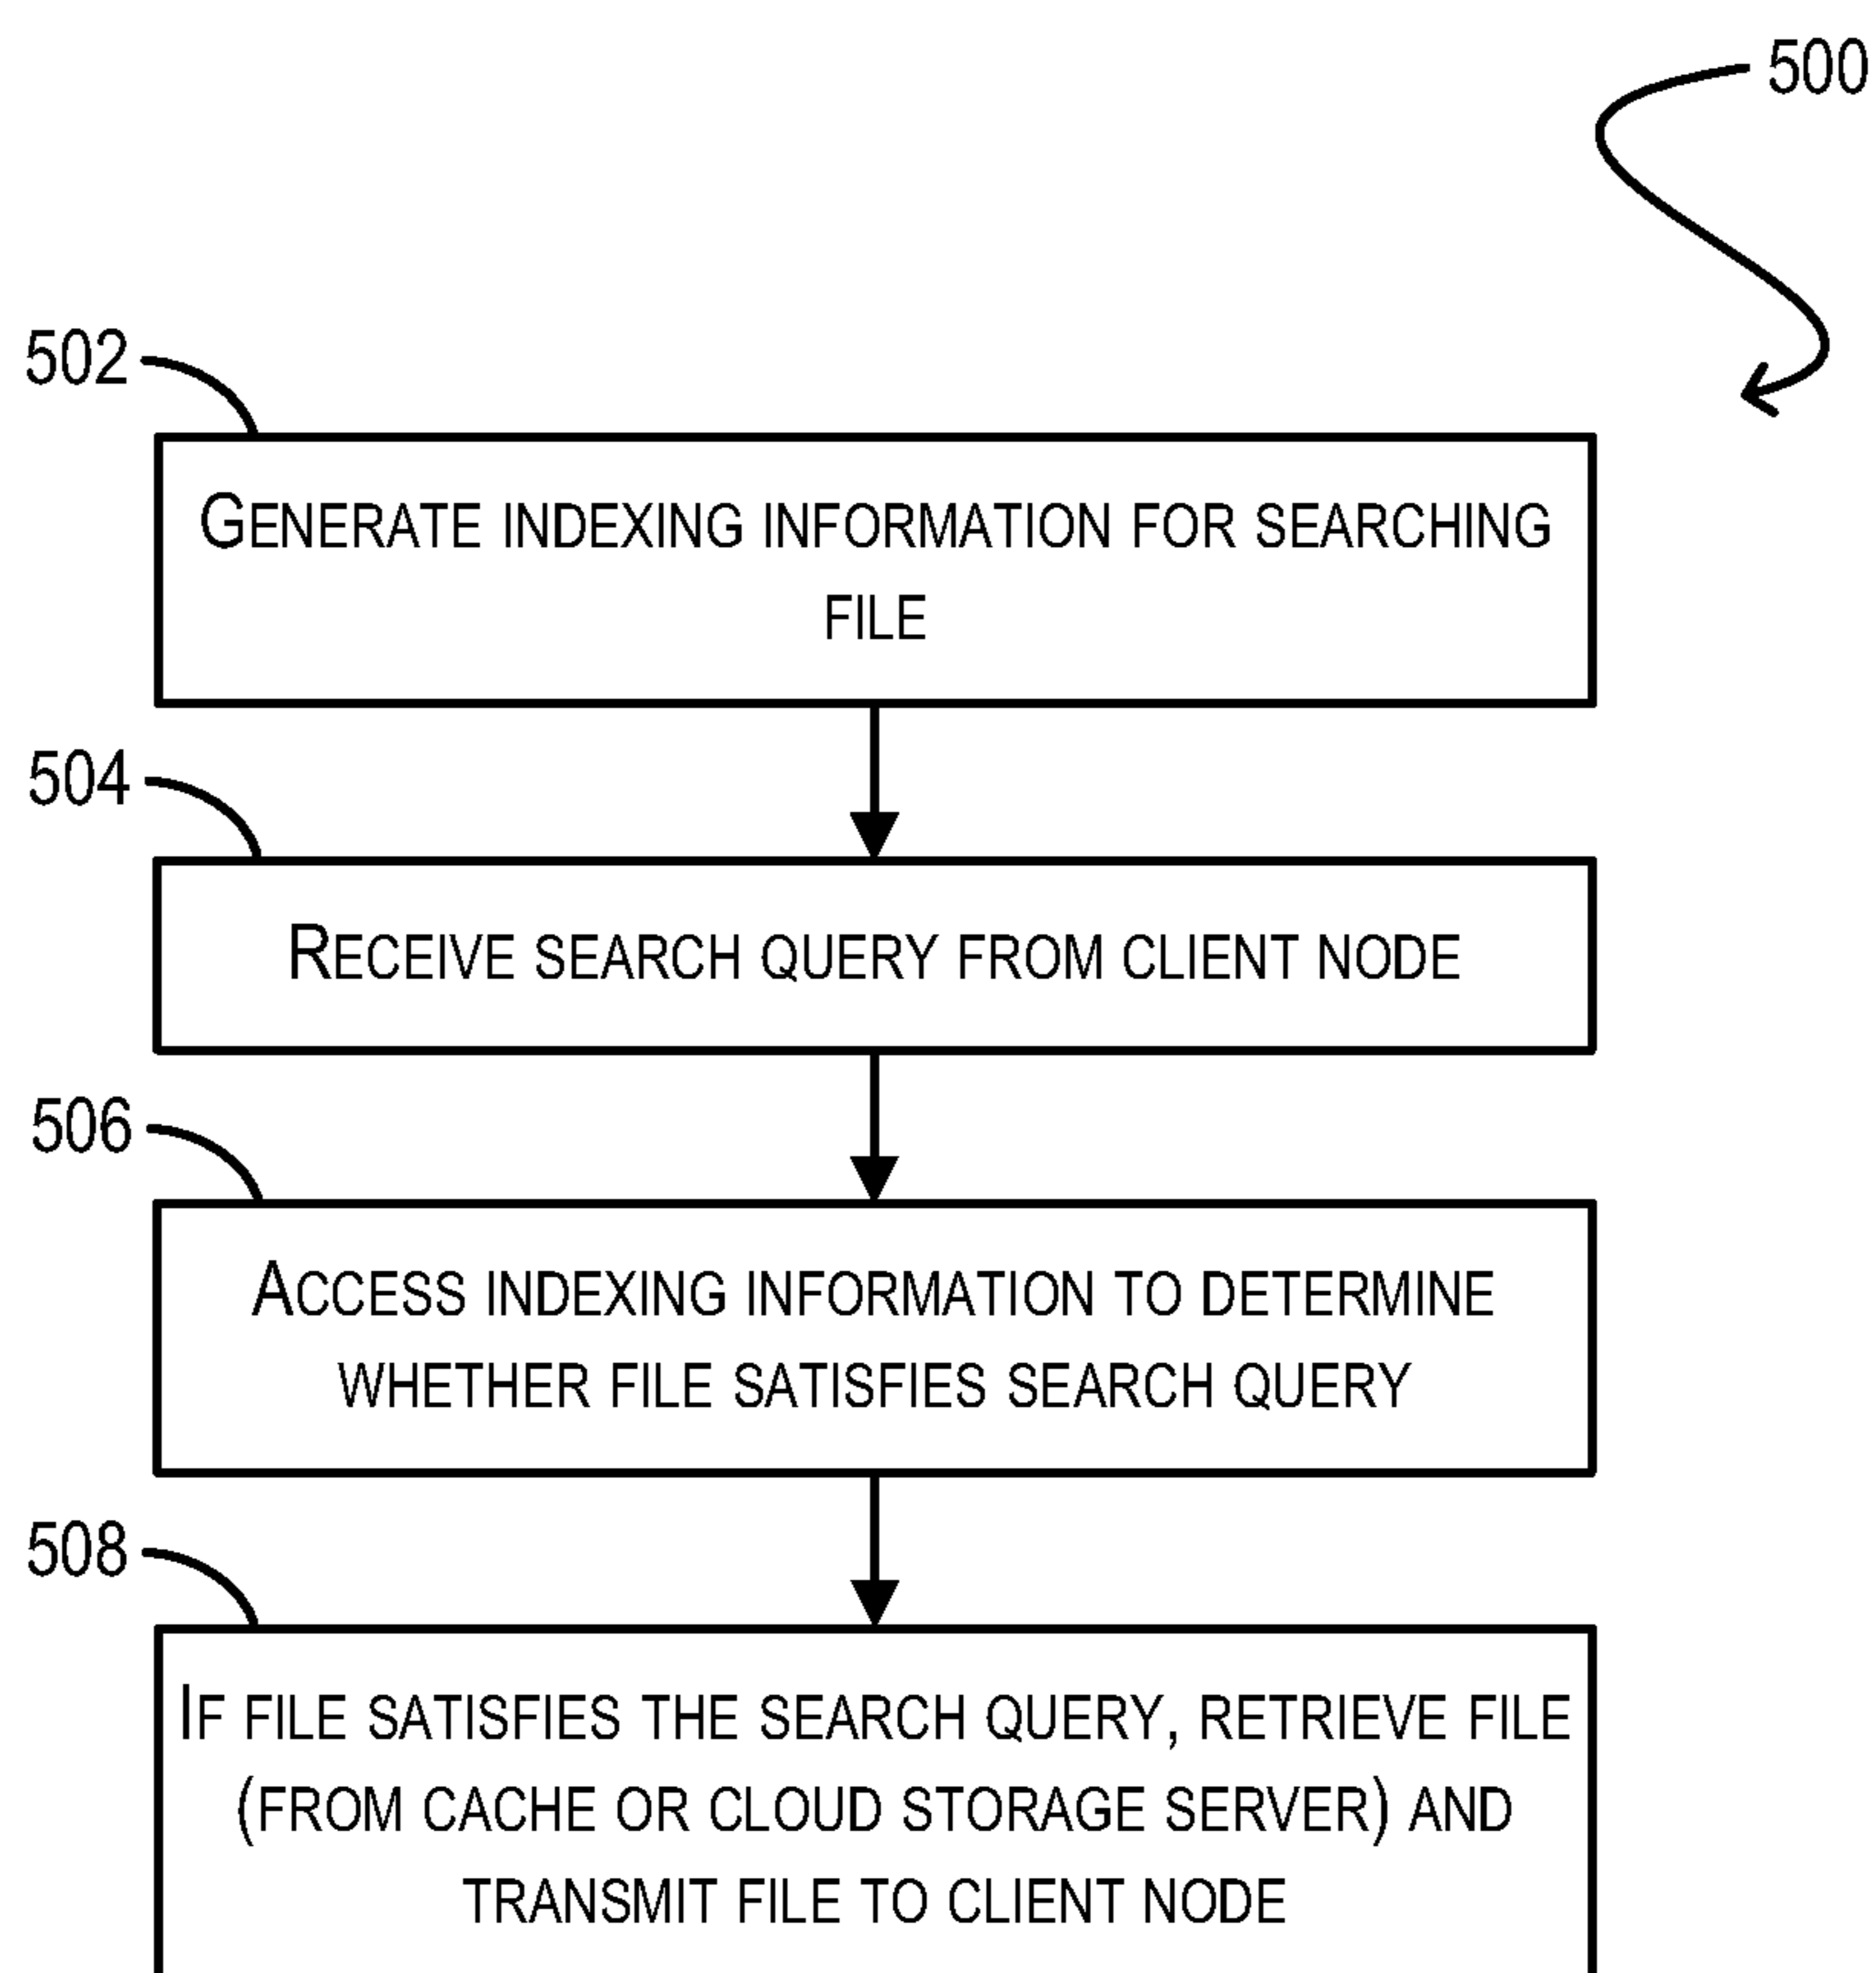 500
502
GENERATE INDEXING INFORMATION FOR SEARCHING
FILE
504
RECEIVE SEARCH QUERY FROM CLIENT NODE
506
ACCESS INDEXING INFORMATION TO DETERMINE
WHETHER FILE SATISFIES SEARCH QUERY
508
IF FILE SATISFIES THE SEARCH QUERY, RETRIEVE FILE
(FROM CACHE OR CLOUD STORAGE SERVER) AND
TRANSMIT FILE TO CLIENT NODE